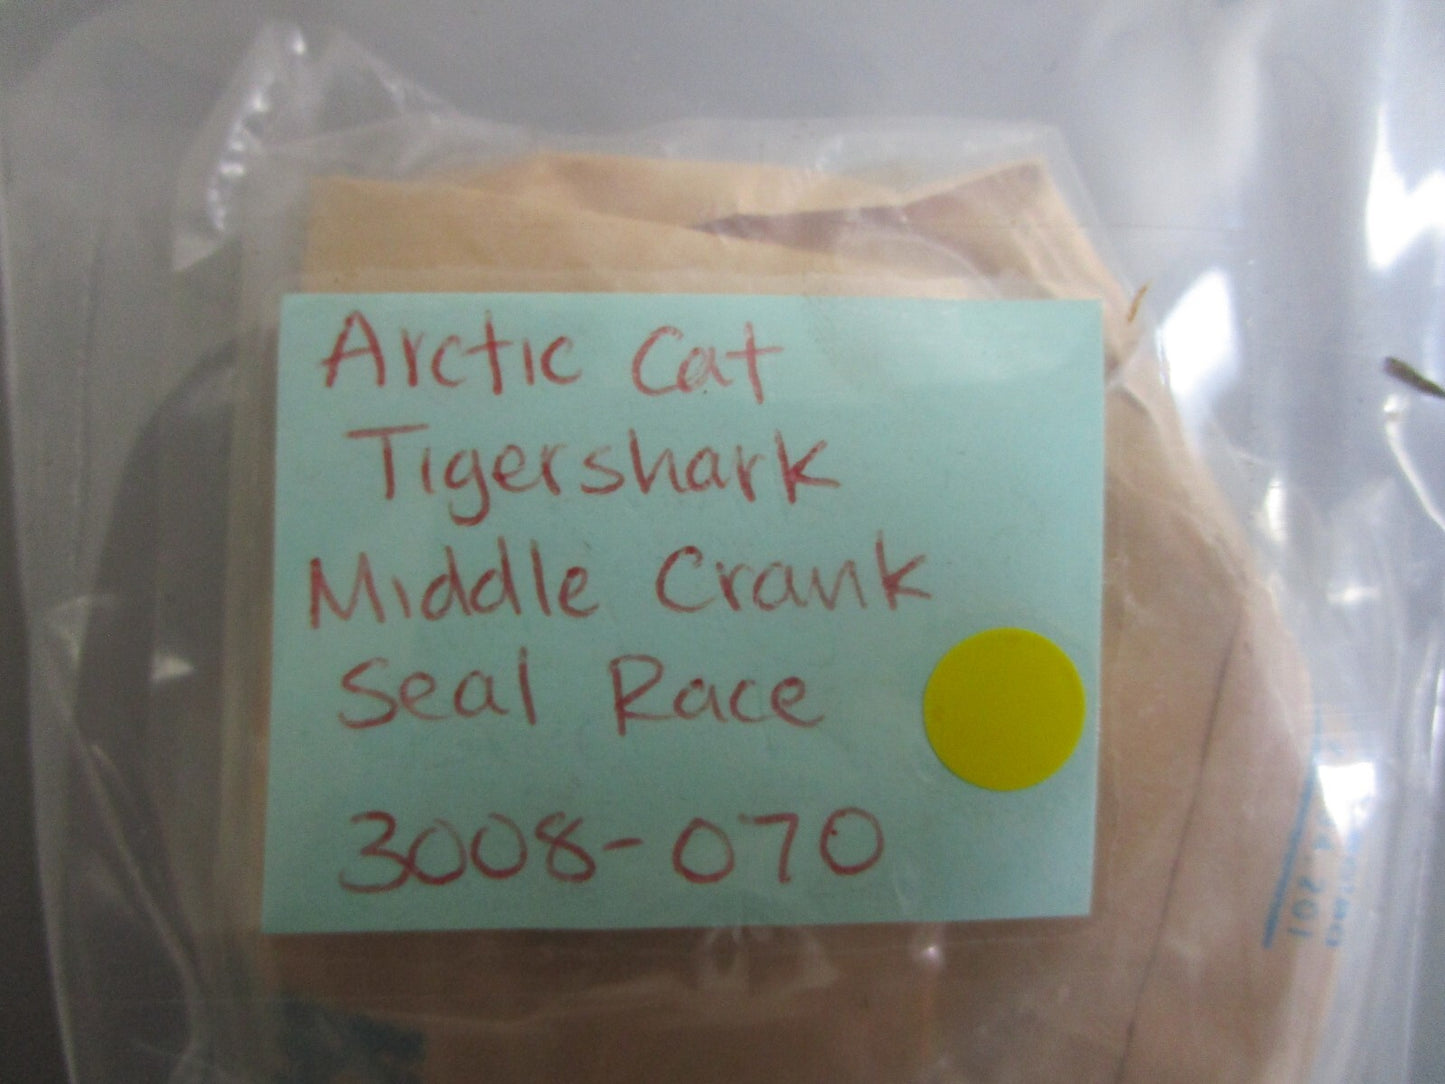 Arctic Cat
Tigershark
Middle Crank
Seal Race
3008-070